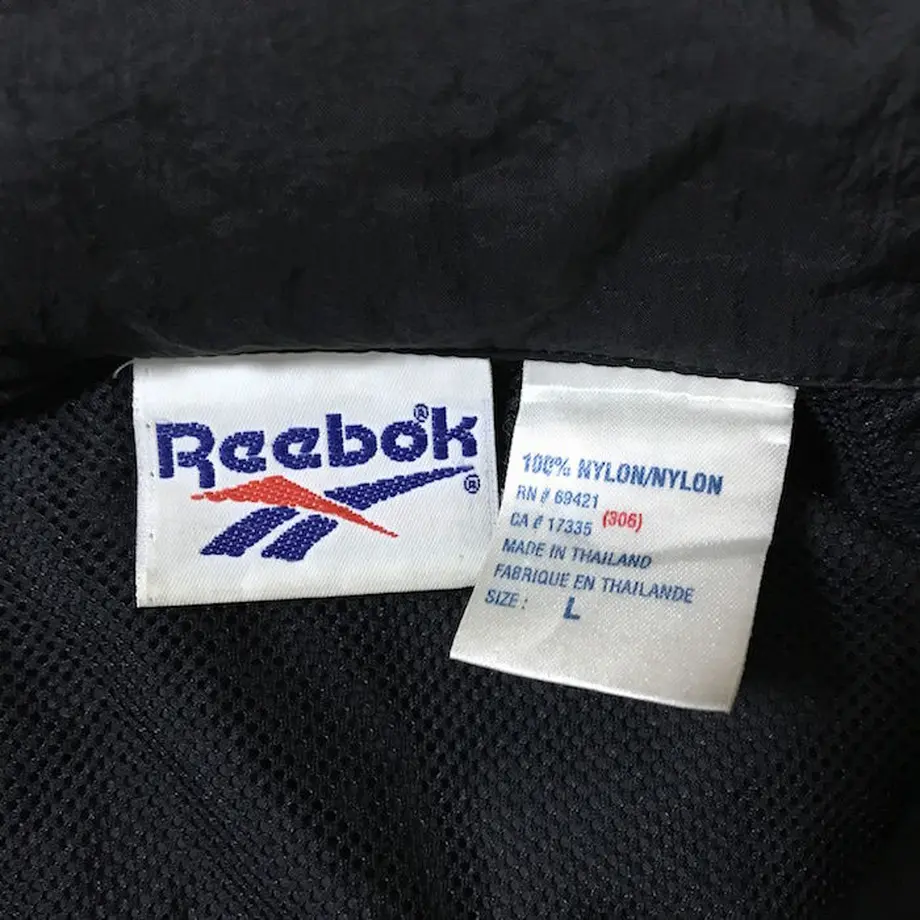 Reebok®
®
100% NYLON/NYLON
RN # 69421
CA # 17335 (306)
MADE IN THAILAND
FABRIQUE EN THAILANDE
SIZE: L